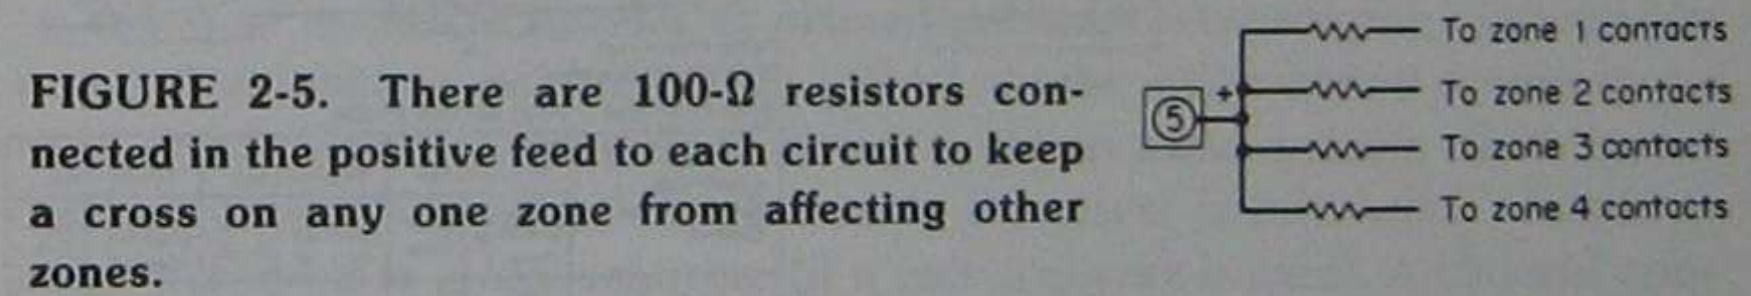 FIGURE 2-5. There are 100-Ω resistors con-
nected in the positive feed to each circuit to keep
a cross on any one zone from affecting other
zones.
+
5
To zone 1 contacts
To zone 2 contacts
To zone 3 contacts
To zone 4 contacts